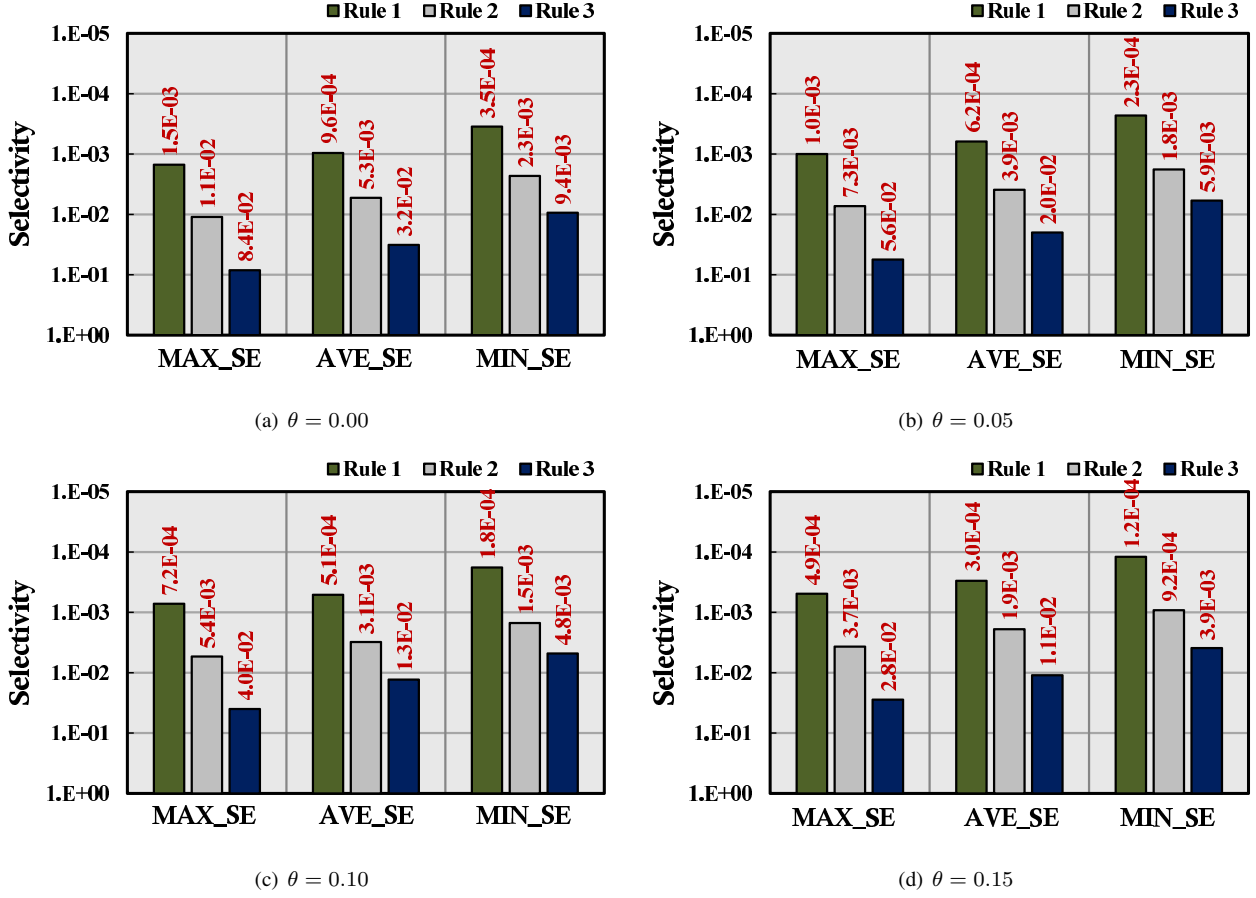 Rule 1 Rule 2 Rule 3
1.E-05
1.E-04
1.E-03
1.E-02
1.E-01
1.E+00
Selectivity
1.5E-03
1.1E-02
8.4E-02
9.6E-04
5.3E-03
3.2E-02
3.5E-04
2.3E-03
9.4E-03
MAX_SE AVE_SE MIN_SE
(a) θ = 0.00
Rule 1 Rule 2 Rule 3
1.E-05
1.E-04
1.E-03
1.E-02
1.E-01
1.E+00
Selectivity
1.0E-03
7.3E-02
5.6E-02
6.2E-04
3.9E-03
2.0E-02
2.3E-04
1.8E-03
5.9E-03
MAX_SE AVE_SE MIN_SE
(b) θ = 0.05
Rule 1 Rule 2 Rule 3
1.E-05
1.E-04
1.E-03
1.E-02
1.E-01
1.E+00
Selectivity
7.2E-04
5.4E-03
4.0E-02
5.1E-04
3.1E-03
1.3E-02
1.8E-04
1.5E-03
4.8E-03
MAX_SE AVE_SE MIN_SE
(c) θ = 0.10
Rule 1 Rule 2 Rule 3
1.E-05
1.E-04
1.E-03
1.E-02
1.E-01
1.E+00
Selectivity
4.9E-04
3.7E-03
2.8E-02
3.0E-04
1.9E-03
1.1E-02
1.2E-04
9.2E-04
3.9E-03
MAX_SE AVE_SE MIN_SE
(d) θ = 0.15